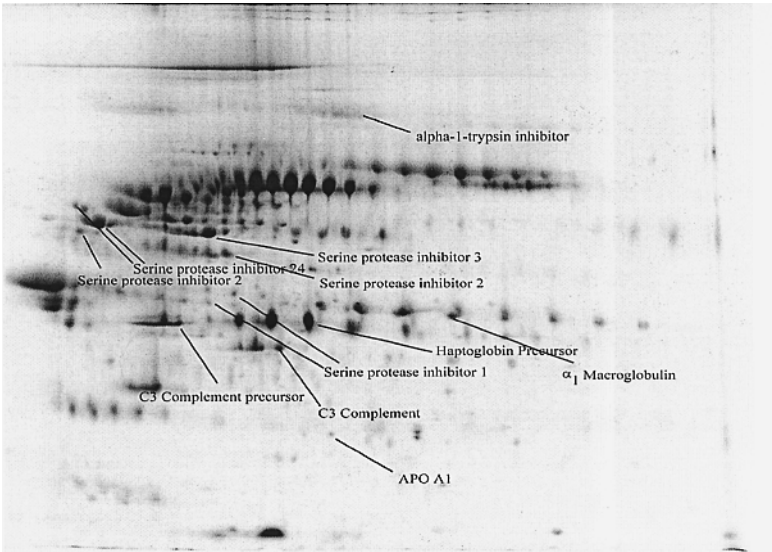 alpha-1-trypsin inhibitor
Serine protease inhibitor 3
Serine protease inhibitor 24
Serine protease inhibitor 2
Serine protease inhibitor 2
Haptoglobin Precursor
Serine protease inhibitor 1
α1 Macroglobulin
C3 Complement precursor
C3 Complement
APO A1